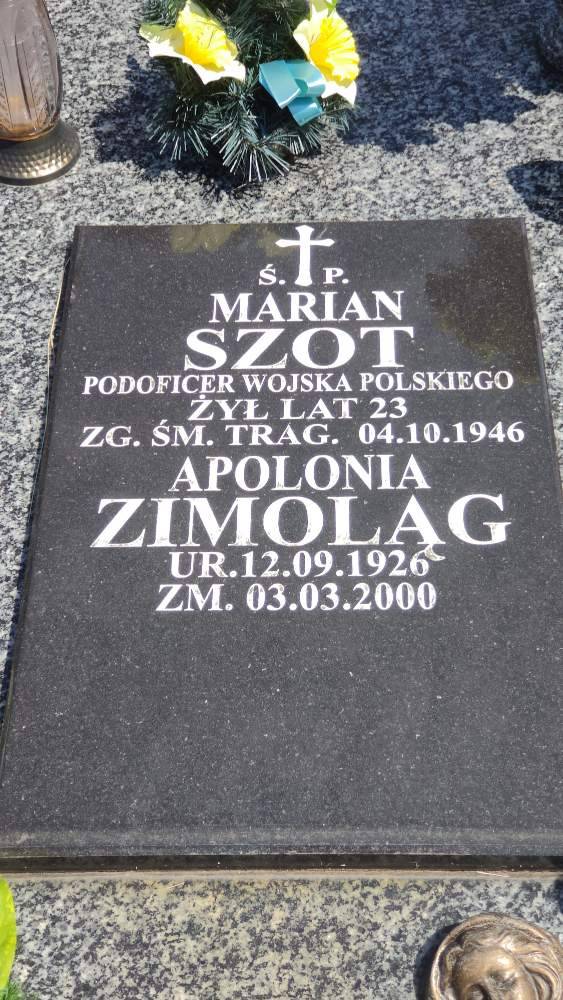 Ś. P.
MARIAN
SZOT
PODOFICER WOJSKA POLSKIEGO
ŻYŁ LAT 23
ZG. ŚM. TRAG. 04.10.1946
APOLONIA
ZIMOLĄG
UR.12.09.1926
ZM. 03.03.2000